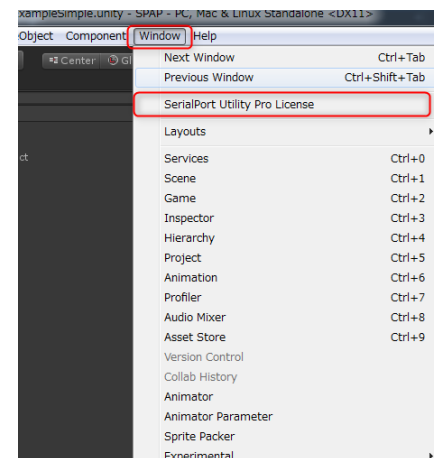 xampleSimple.unity - SPAP - PC, Mac & Linux Standalone <DX11>
Object Component Window Help
Center Gl
Next Window Ctrl+Tab
Previous Window Ctrl+Shift+Tab
SerialPort Utility Pro License
Layouts
ct
Services Ctrl+0
Scene Ctrl+1
Game Ctrl+2
Inspector Ctrl+3
Hierarchy Ctrl+4
Project Ctrl+5
Animation Ctrl+6
Profiler Ctrl+7
Audio Mixer Ctrl+8
Asset Store Ctrl+9
Version Control
Collab History
Animator
Animator Parameter
Sprite Packer
Experimental